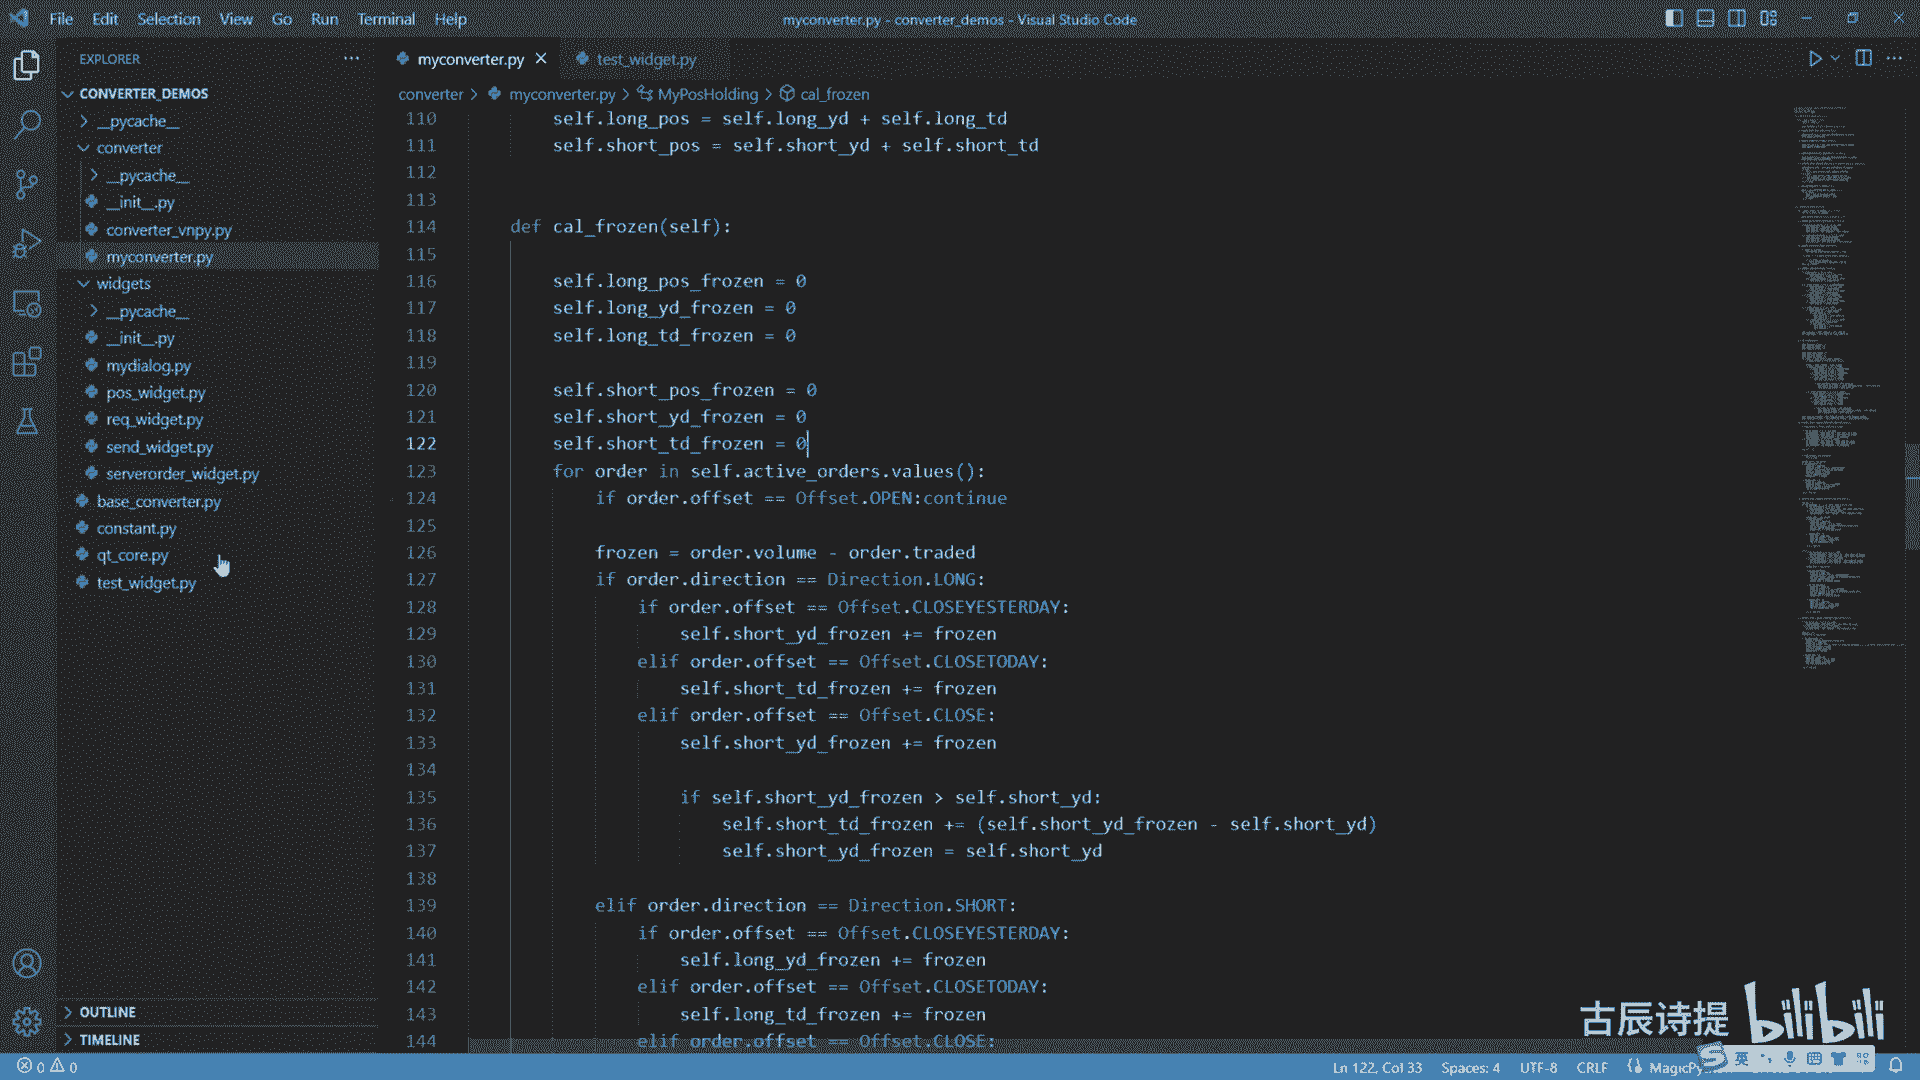 File Edit Selection View Go Run Terminal Help
myconverter.py - converter_demos - Visual Studio Code
EXPLORER
CONVERTER_DEMOS
__pycache__
converter
__pycache__
__init__.py
converter_vnpy.py
myconverter.py
widgets
__pycache__
__init__.py
mydialog.py
pos_widget.py
req_widget.py
send_widget.py
serverorder_widget.py
base_converter.py
constant.py
qt_core.py
test_widget.py
OUTLINE
TIMELINE
myconverter.py test_widget.py
converter > myconverter.py > MyPosHolding > cal_frozen
110 self.long_pos = self.long_yd + self.long_td
111 self.short_pos = self.short_yd + self.short_td
112
113
114 def cal_frozen(self):
115
116 self.long_pos_frozen = 0
117 self.long_yd_frozen = 0
118 self.long_td_frozen = 0
119
120 self.short_pos_frozen = 0
121 self.short_yd_frozen = 0
122 self.short_td_frozen = 0
123 for order in self.active_orders.values():
124 if order.offset == Offset.OPEN:continue
125
126 frozen = order.volume - order.traded
127 if order.direction == Direction.LONG:
128 if order.offset == Offset.CLOSEYESTERDAY:
129 self.short_yd_frozen += frozen
130 elif order.offset == Offset.CLOSETODAY:
131 self.short_td_frozen += frozen
132 elif order.offset == Offset.CLOSE:
133 self.short_yd_frozen += frozen
134
135 if self.short_yd_frozen > self.short_yd:
136 self.short_td_frozen += (self.short_yd_frozen - self.short_yd)
137 self.short_yd_frozen = self.short_yd
138
139 elif order.direction == Direction.SHORT:
140 if order.offset == Offset.CLOSEYESTERDAY:
141 self.long_yd_frozen += frozen
142 elif order.offset == Offset.CLOSETODAY:
143 self.long_td_frozen += frozen
144 elif order.offset == Offset.CLOSE:
古辰诗提 bilibili
英
0 0
Ln 122, Col 33 Spaces: 4 UTF-8 CRLF